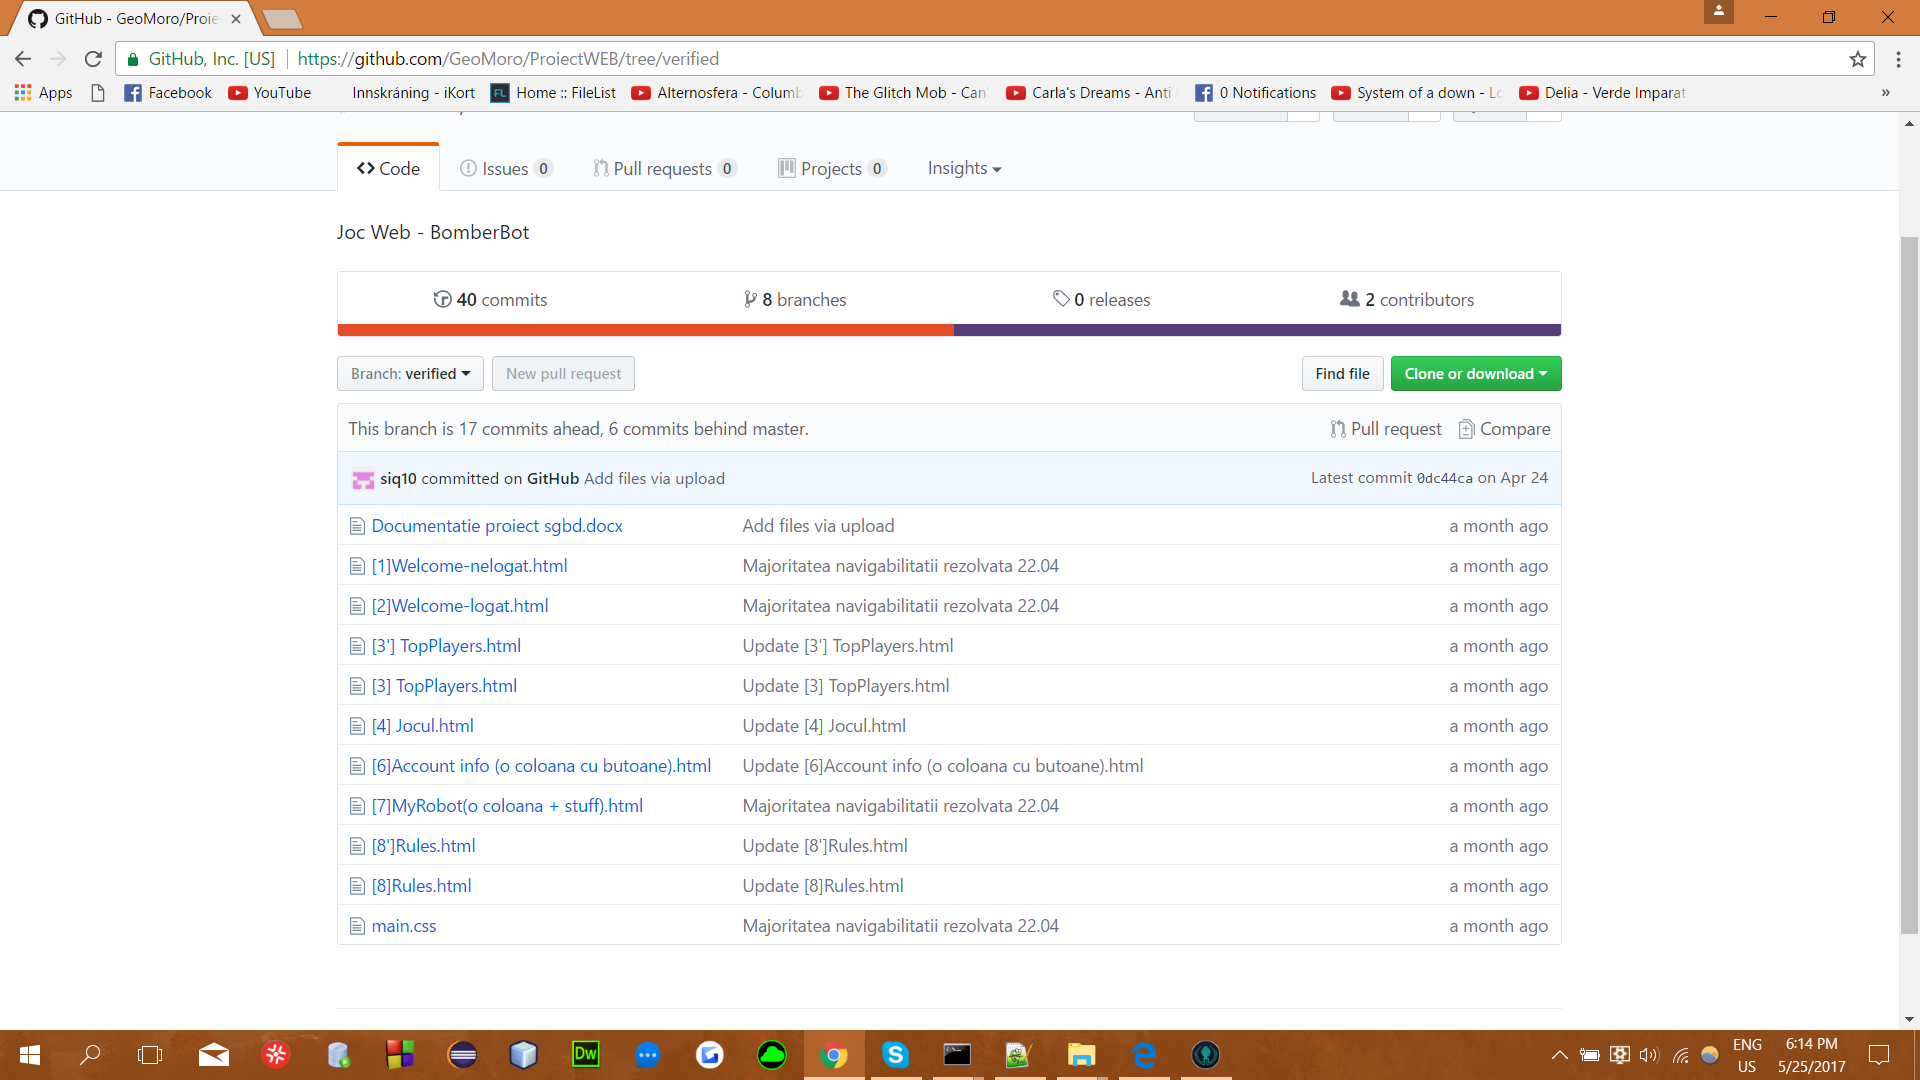 GitHub - GeoMoro/Proie
GitHub, Inc. [US] https://github.com/GeoMoro/ProiectWEB/tree/verified
Apps Facebook YouTube Innskráning - iKort Home :: FileList Alternosfera - Columb The Glitch Mob - Can' Carla's Dreams - Anti 0 Notifications System of a down - Lo Delia - Verde Imparat »
Code Issues 0 Pull requests 0 Projects 0 Insights
Joc Web - BomberBot
40 commits 8 branches 0 releases 2 contributors
Branch: verified New pull request Find file Clone or download
This branch is 17 commits ahead, 6 commits behind master. Pull request Compare
siq10 committed on GitHub Add files via upload Latest commit 0dc44ca on Apr 24
Documentatie proiect sgbd.docx Add files via upload a month ago
[1]Welcome-nelogat.html Majoritatea navigabilitatii rezolvata 22.04 a month ago
[2]Welcome-logat.html Majoritatea navigabilitatii rezolvata 22.04 a month ago
[3'] TopPlayers.html Update [3'] TopPlayers.html a month ago
[3] TopPlayers.html Update [3] TopPlayers.html a month ago
[4] Jocul.html Update [4] Jocul.html a month ago
[6]Account info (o coloana cu butoane).html Update [6]Account info (o coloana cu butoane).html a month ago
[7]MyRobot(o coloana + stuff).html Majoritatea navigabilitatii rezolvata 22.04 a month ago
[8']Rules.html Update [8']Rules.html a month ago
[8]Rules.html Update [8]Rules.html a month ago
main.css Majoritatea navigabilitatii rezolvata 22.04 a month ago
Dw
ENG 6:14 PM
US 5/25/2017